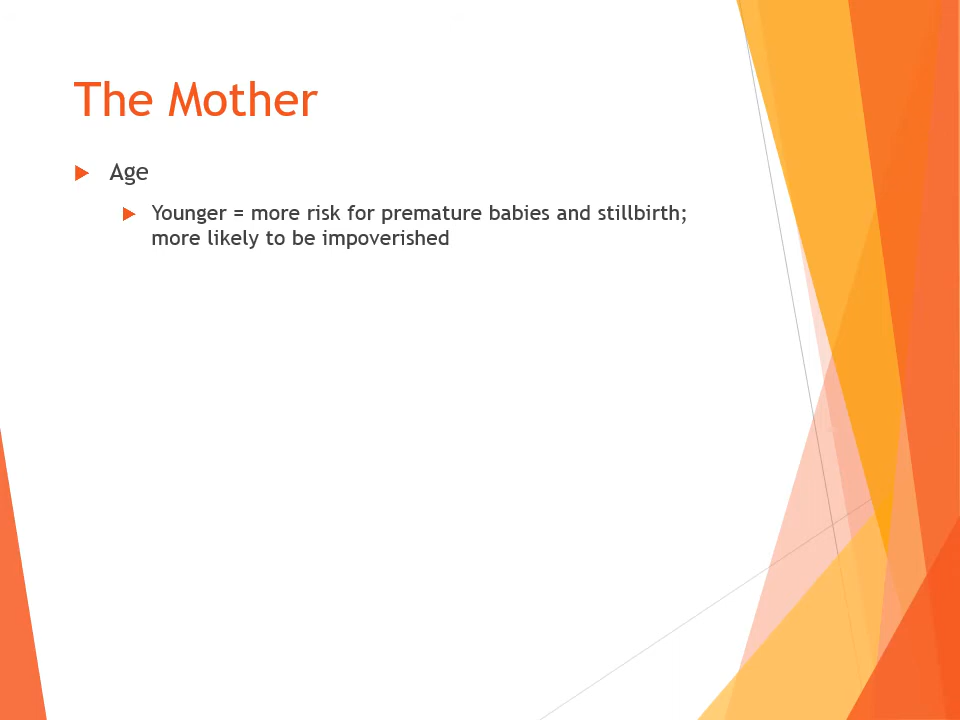 The Mother
Age
Younger = more risk for premature babies and stillbirth;
more likely to be impoverished